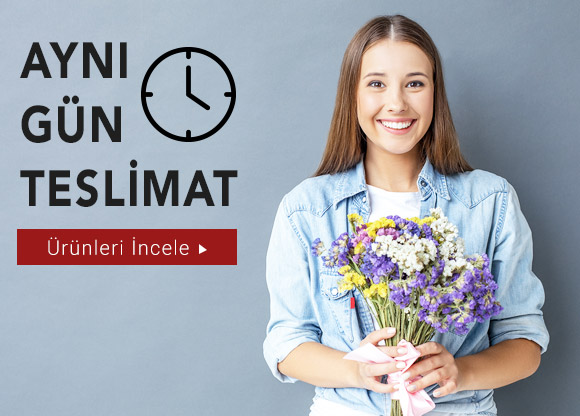 AYNI
GÜN
TESLİMAT
Ürünleri İncele ▶